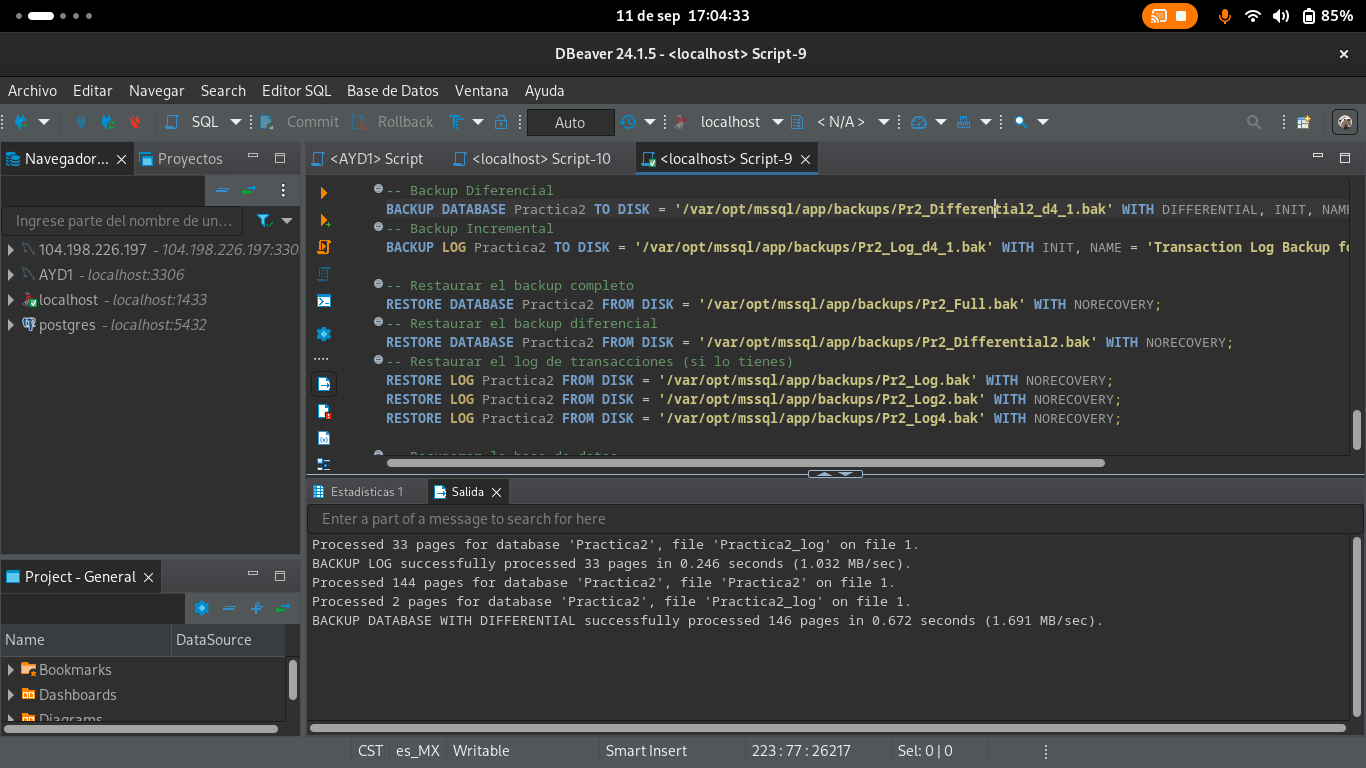 11 de sep 17:04:33
85%
DBeaver 24.1.5 - <localhost> Script-9
Archivo Editar Navegar Search Editor SQL Base de Datos Ventana Ayuda
SQL Commit Rollback Auto localhost < N/A >
Navegador... Proyectos
<AYD1> Script <localhost> Script-10 <localhost> Script-9
Ingrese parte del nombre de un...
104.198.226.197 - 104.198.226.197:330
AYD1 - localhost:3306
localhost - localhost:1433
postgres - localhost:5432
-- Backup Diferencial
BACKUP DATABASE Practica2 TO DISK = '/var/opt/mssql/app/backups/Pr2_Differential2_d4_1.bak' WITH DIFFERENTIAL, INIT, NAME
-- Backup Incremental
BACKUP LOG Practica2 TO DISK = '/var/opt/mssql/app/backups/Pr2_Log_d4_1.bak' WITH INIT, NAME = 'Transaction Log Backup fo
-- Restaurar el backup completo
RESTORE DATABASE Practica2 FROM DISK = '/var/opt/mssql/app/backups/Pr2_Full.bak' WITH NORECOVERY;
-- Restaurar el backup diferencial
RESTORE DATABASE Practica2 FROM DISK = '/var/opt/mssql/app/backups/Pr2_Differential2.bak' WITH NORECOVERY;
-- Restaurar el log de transacciones (si lo tienes)
RESTORE LOG Practica2 FROM DISK = '/var/opt/mssql/app/backups/Pr2_Log.bak' WITH NORECOVERY;
RESTORE LOG Practica2 FROM DISK = '/var/opt/mssql/app/backups/Pr2_Log2.bak' WITH NORECOVERY;
RESTORE LOG Practica2 FROM DISK = '/var/opt/mssql/app/backups/Pr2_Log4.bak' WITH NORECOVERY;
Estadísticas 1 Salida
Enter a part of a message to search for here
Processed 33 pages for database 'Practica2', file 'Practica2_log' on file 1.
BACKUP LOG successfully processed 33 pages in 0.246 seconds (1.032 MB/sec).
Processed 144 pages for database 'Practica2', file 'Practica2' on file 1.
Processed 2 pages for database 'Practica2', file 'Practica2_log' on file 1.
BACKUP DATABASE WITH DIFFERENTIAL successfully processed 146 pages in 0.672 seconds (1.691 MB/sec).
Project - General
Name DataSource
Bookmarks
Dashboards
Diagrams
CST es_MX Writable Smart Insert 223 : 77 : 26217 Sel: 0 | 0